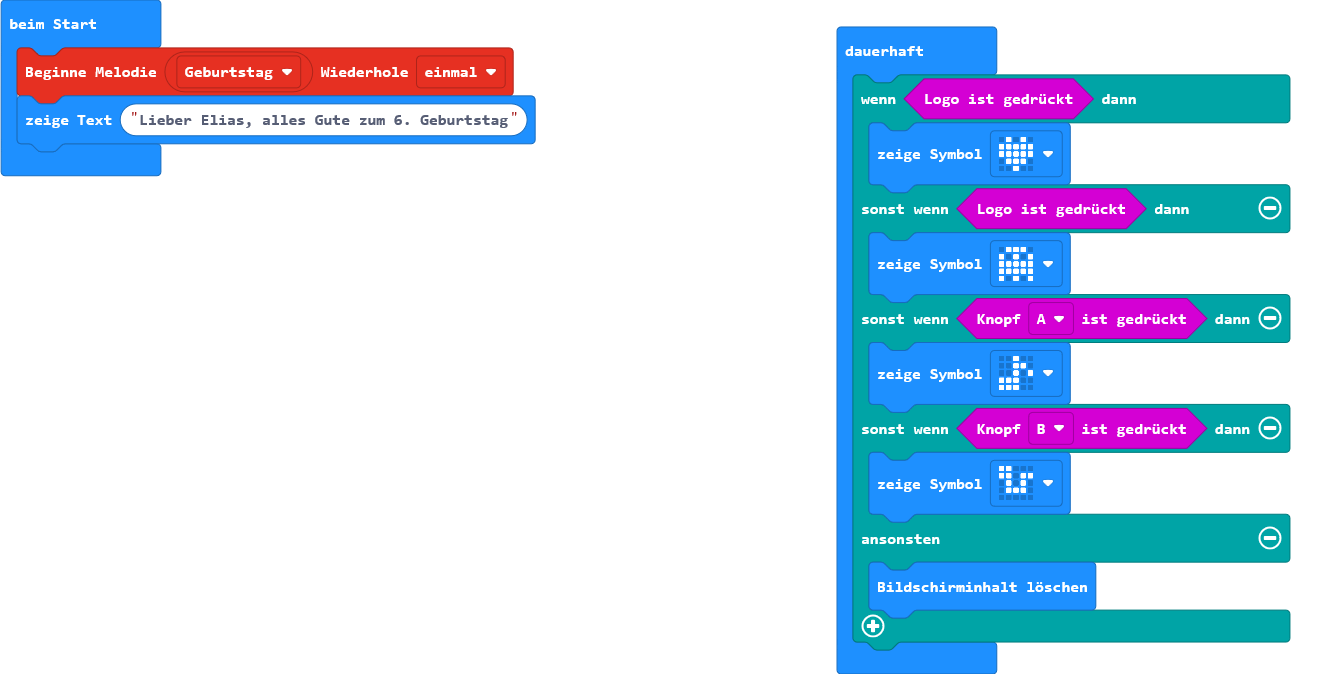 beim Start
Beginne Melodie Geburtstag Wiederhole einmal
zeige Text "Lieber Elias, alles Gute zum 6. Geburtstag"
dauerhaft
wenn Logo ist gedrückt dann
zeige Symbol
sonst wenn Logo ist gedrückt dann
zeige Symbol
sonst wenn Knopf A ist gedrückt dann
zeige Symbol
sonst wenn Knopf B ist gedrückt dann
zeige Symbol
ansonsten
Bildschirminhalt löschen